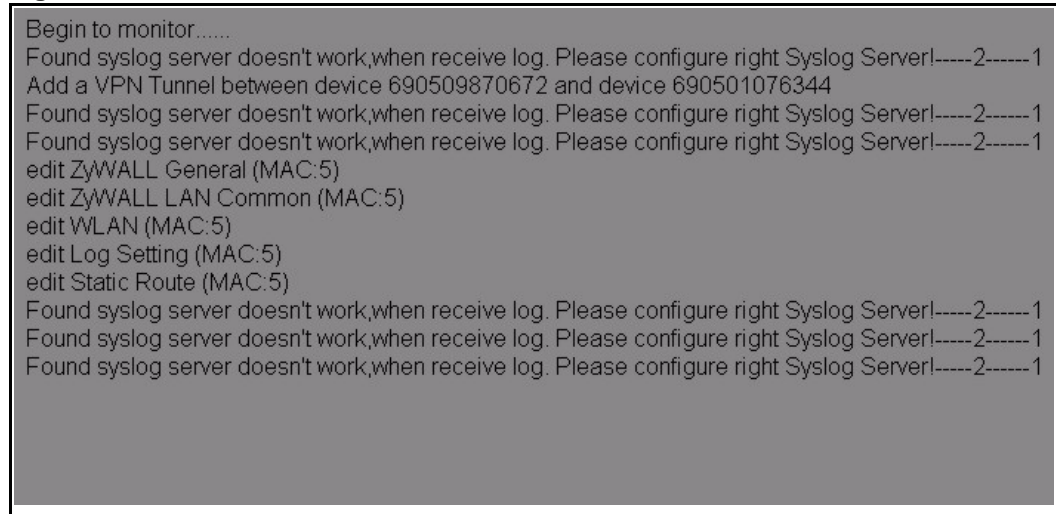 Begin to monitor......
Found syslog server doesn't work,when receive log. Please configure right Syslog Server!-----2------1
Add a VPN Tunnel between device 690509870672 and device 690501076344
Found syslog server doesn't work,when receive log. Please configure right Syslog Server!-----2------1
Found syslog server doesn't work,when receive log. Please configure right Syslog Server!-----2------1
edit ZyWALL General (MAC:5)
edit ZyWALL LAN Common (MAC:5)
edit WLAN (MAC:5)
edit Log Setting (MAC:5)
edit Static Route (MAC:5)
Found syslog server doesn't work,when receive log. Please configure right Syslog Server!-----2------1
Found syslog server doesn't work,when receive log. Please configure right Syslog Server!-----2------1
Found syslog server doesn't work,when receive log. Please configure right Syslog Server!-----2------1